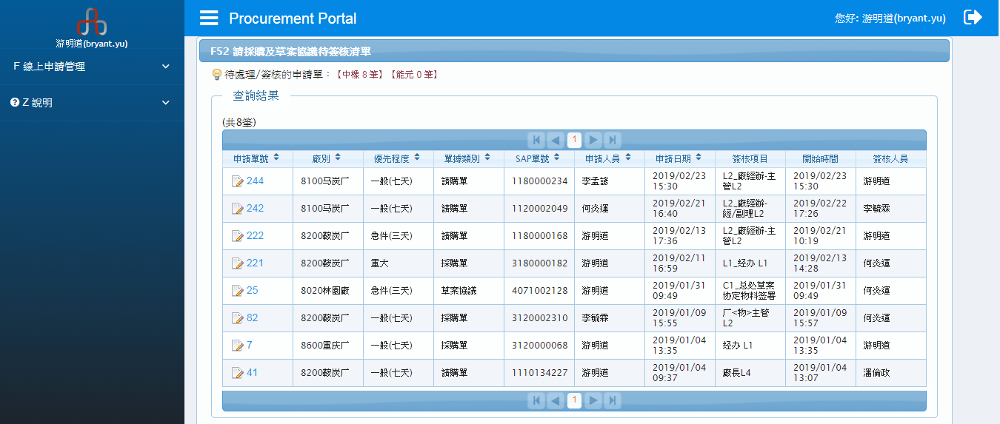 游明道(bryant.yu)
F 線上申請管理
Z 說明
Procurement Portal
您好: 游明道(bryant.yu)
F52 請採購及草案協議待簽核清單
待處理/簽核的申請單：【中橡 8 筆】【能元 0 筆】
查詢結果
(共8筆)
1
申請單號 廠別 優先程度 單據類別 SAP單號 申請人員 申請日期 簽核項目 開始時間 簽核人員
244 8100马炭厂 一般(七天) 請購單 1180000234 李孟諺 2019/02/23 15:30 L2_廠經辦-主管L2 2019/02/23 15:30 游明道
242 8100马炭厂 一般(七天) 請購單 1120002049 何炎運 2019/02/21 16:40 L2_廠經辦-經/副理L2 2019/02/22 17:26 李毓霖
222 8200鞍炭厂 急件(三天) 請購單 1180000168 游明道 2019/02/13 17:36 L2_廠經辦-主管L2 2019/02/21 10:19 游明道
221 8200鞍炭厂 重大 採購單 3180000182 游明道 2019/02/11 16:59 L1_经办 L1 2019/02/13 14:28 何炎運
25 8020林園廠 急件(三天) 草案協議 4071002128 游明道 2019/01/31 09:49 C1_总处草案协定物料签署 2019/01/31 09:49 何炎運
82 8200鞍炭厂 一般(七天) 採購單 3120002310 李毓霖 2019/01/09 15:55 厂<物>主管 L2 2019/01/09 15:57 何炎運
7 8600重庆厂 一般(七天) 採購單 3120000068 游明道 2019/01/04 13:35 经办 L1 2019/01/04 13:35 游明道
41 8200鞍炭厂 一般(七天) 請購單 1110134227 游明道 2019/01/04 09:37 廠長L4 2019/01/04 13:07 潘倫政
1